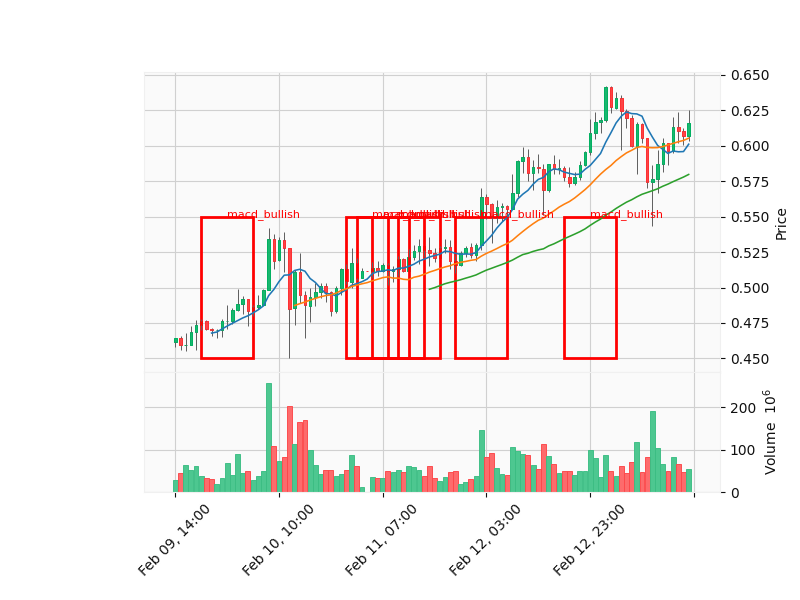 0.650
0.625
0.600
0.575
0.550
0.525
0.500
0.475
0.450
Price
macd_bullish
macd_bullish
macd_bullish
200
100
0
Volume 10^6
Feb 09, 14:00
Feb 10, 10:00
Feb 11, 07:00
Feb 12, 03:00
Feb 12, 23:00